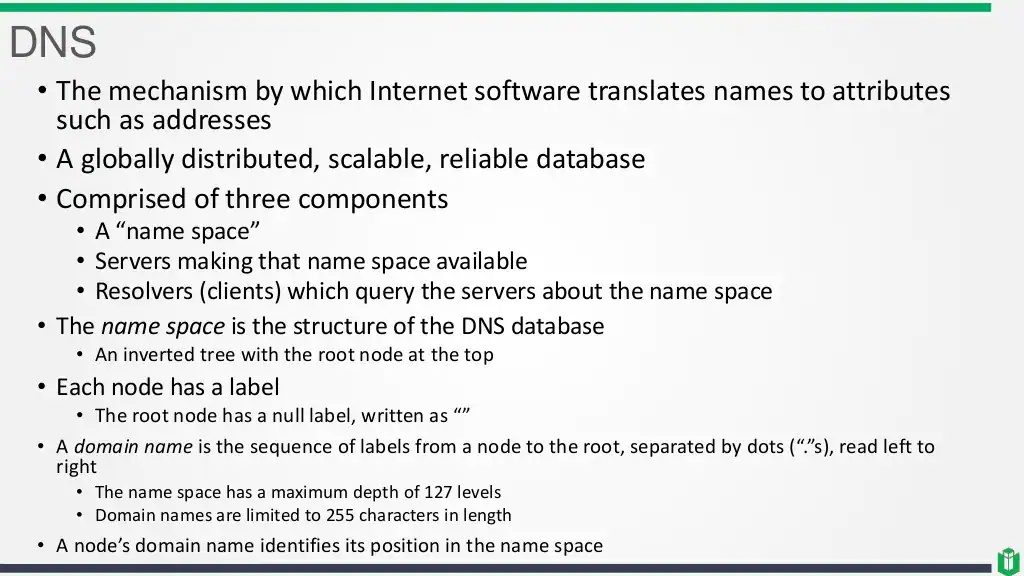 DNS
• The mechanism by which Internet software translates names to attributes
such as addresses
• A globally distributed, scalable, reliable database
• Comprised of three components
• A “name space”
• Servers making that name space available
• Resolvers (clients) which query the servers about the name space
• The name space is the structure of the DNS database
• An inverted tree with the root node at the top
• Each node has a label
• The root node has a null label, written as “”
• A domain name is the sequence of labels from a node to the root, separated by dots (“.”s), read left to
right
• The name space has a maximum depth of 127 levels
• Domain names are limited to 255 characters in length
• A node’s domain name identifies its position in the name space